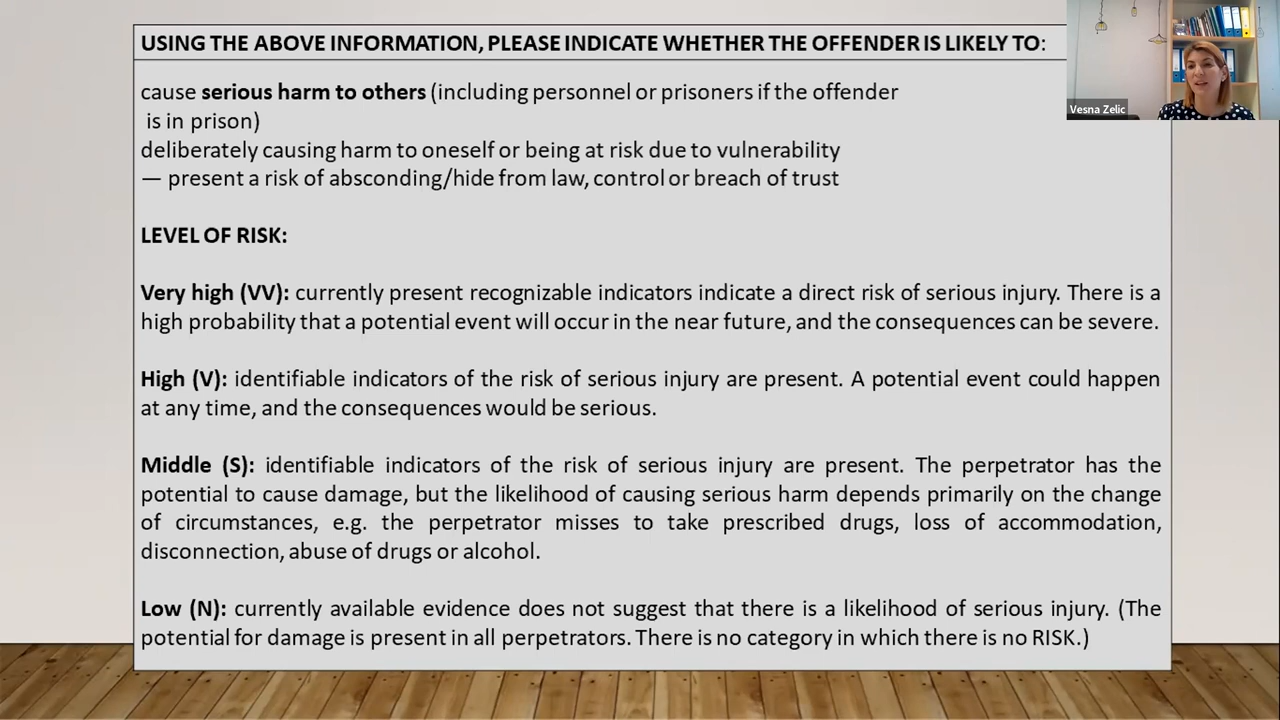 USING THE ABOVE INFORMATION, PLEASE INDICATE WHETHER THE OFFENDER IS LIKELY TO:
Vesna Zelic
cause serious harm to others (including personnel or prisoners if the offender
is in prison)
deliberately causing harm to oneself or being at risk due to vulnerability
— present a risk of absconding/hide from law, control or breach of trust
LEVEL OF RISK:
Very high (VV): currently present recognizable indicators indicate a direct risk of serious injury. There is a
high probability that a potential event will occur in the near future, and the consequences can be severe.
High (V): identifiable indicators of the risk of serious injury are present. A potential event could happen
at any time, and the consequences would be serious.
Middle (S): identifiable indicators of the risk of serious injury are present. The perpetrator has the
potential to cause damage, but the likelihood of causing serious harm depends primarily on the change
of circumstances, e.g. the perpetrator misses to take prescribed drugs, loss of accommodation,
disconnection, abuse of drugs or alcohol.
Low (N): currently available evidence does not suggest that there is a likelihood of serious injury. (The
potential for damage is present in all perpetrators. There is no category in which there is no RISK.)